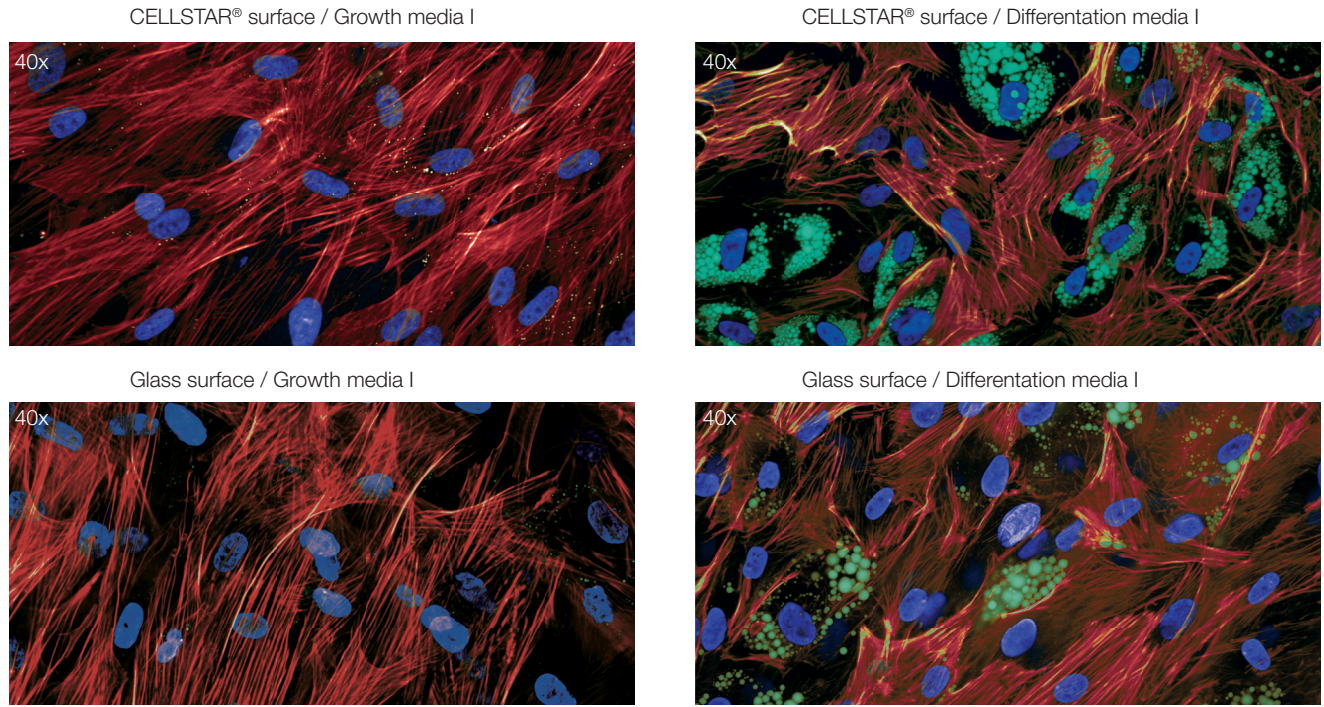 CELLSTAR® surface / Growth media I
CELLSTAR® surface / Differentation media I
40x
40x
Glass surface / Growth media I
Glass surface / Differentation media I
40x
40x